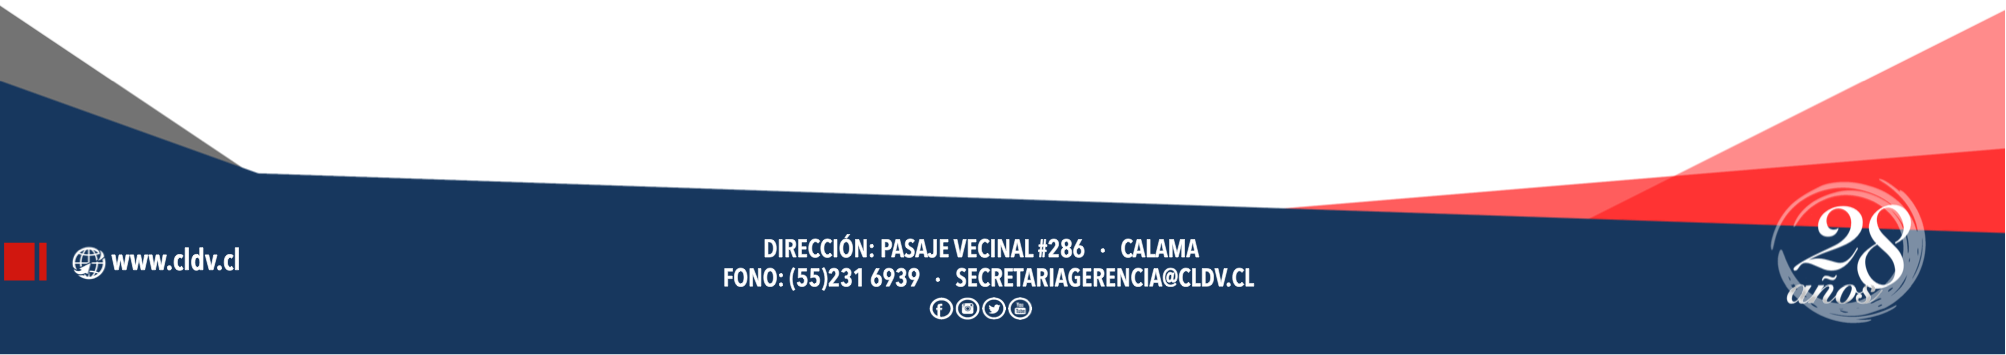 www.cldv.cl
DIRECCIÓN: PASAJE VECINAL #286 · CALAMA
FONO: (55)231 6939 · SECRETARIAGERENCIA@CLDV.CL
28
años